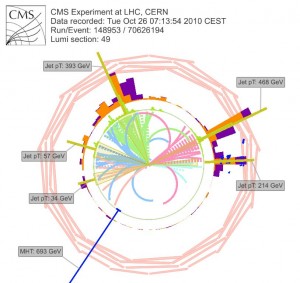 CMS
CMS Experiment at LHC, CERN
Data recorded: Tue Oct 26 07:13:54 2010 CEST
Run/Event: 148953 / 70626194
Lumi section: 49
Jet pT: 393 GeV
Jet pT: 468 GeV
Jet pT: 57 GeV
Jet pT: 34 GeV
Jet pT: 214 GeV
MHT: 693 GeV